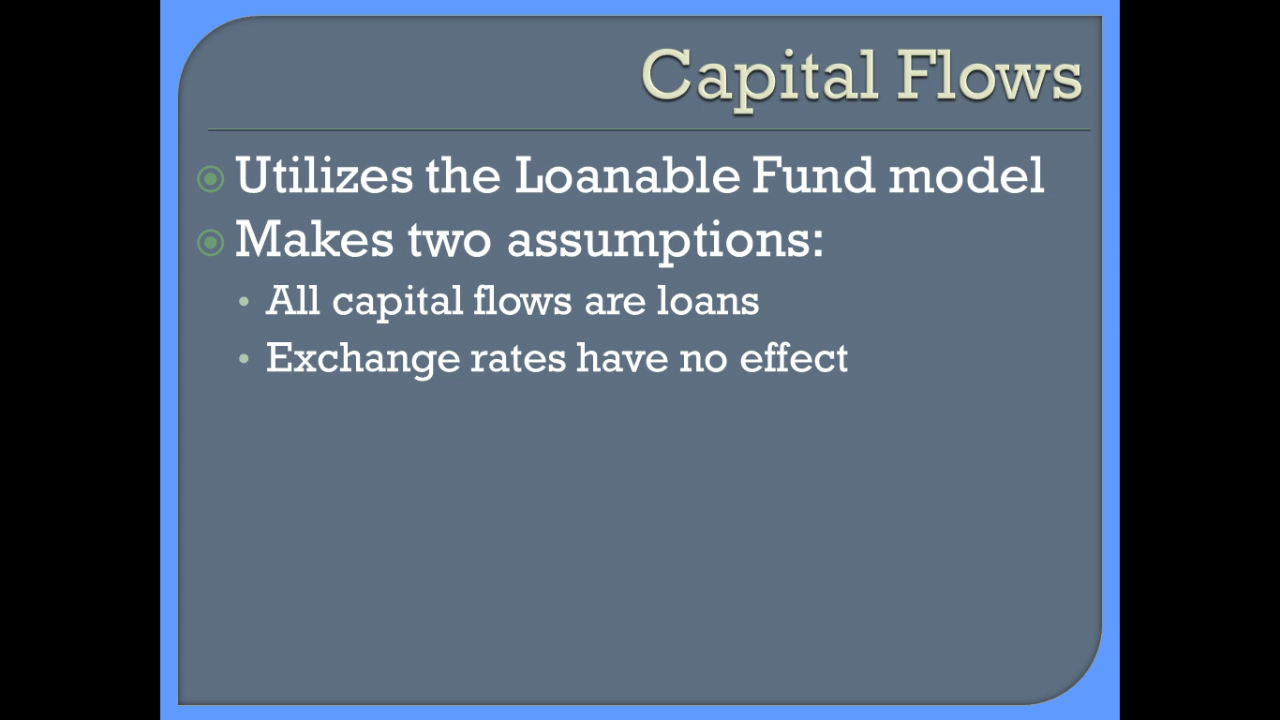 Capital Flows
Utilizes the Loanable Fund model
Makes two assumptions:
All capital flows are loans
Exchange rates have no effect